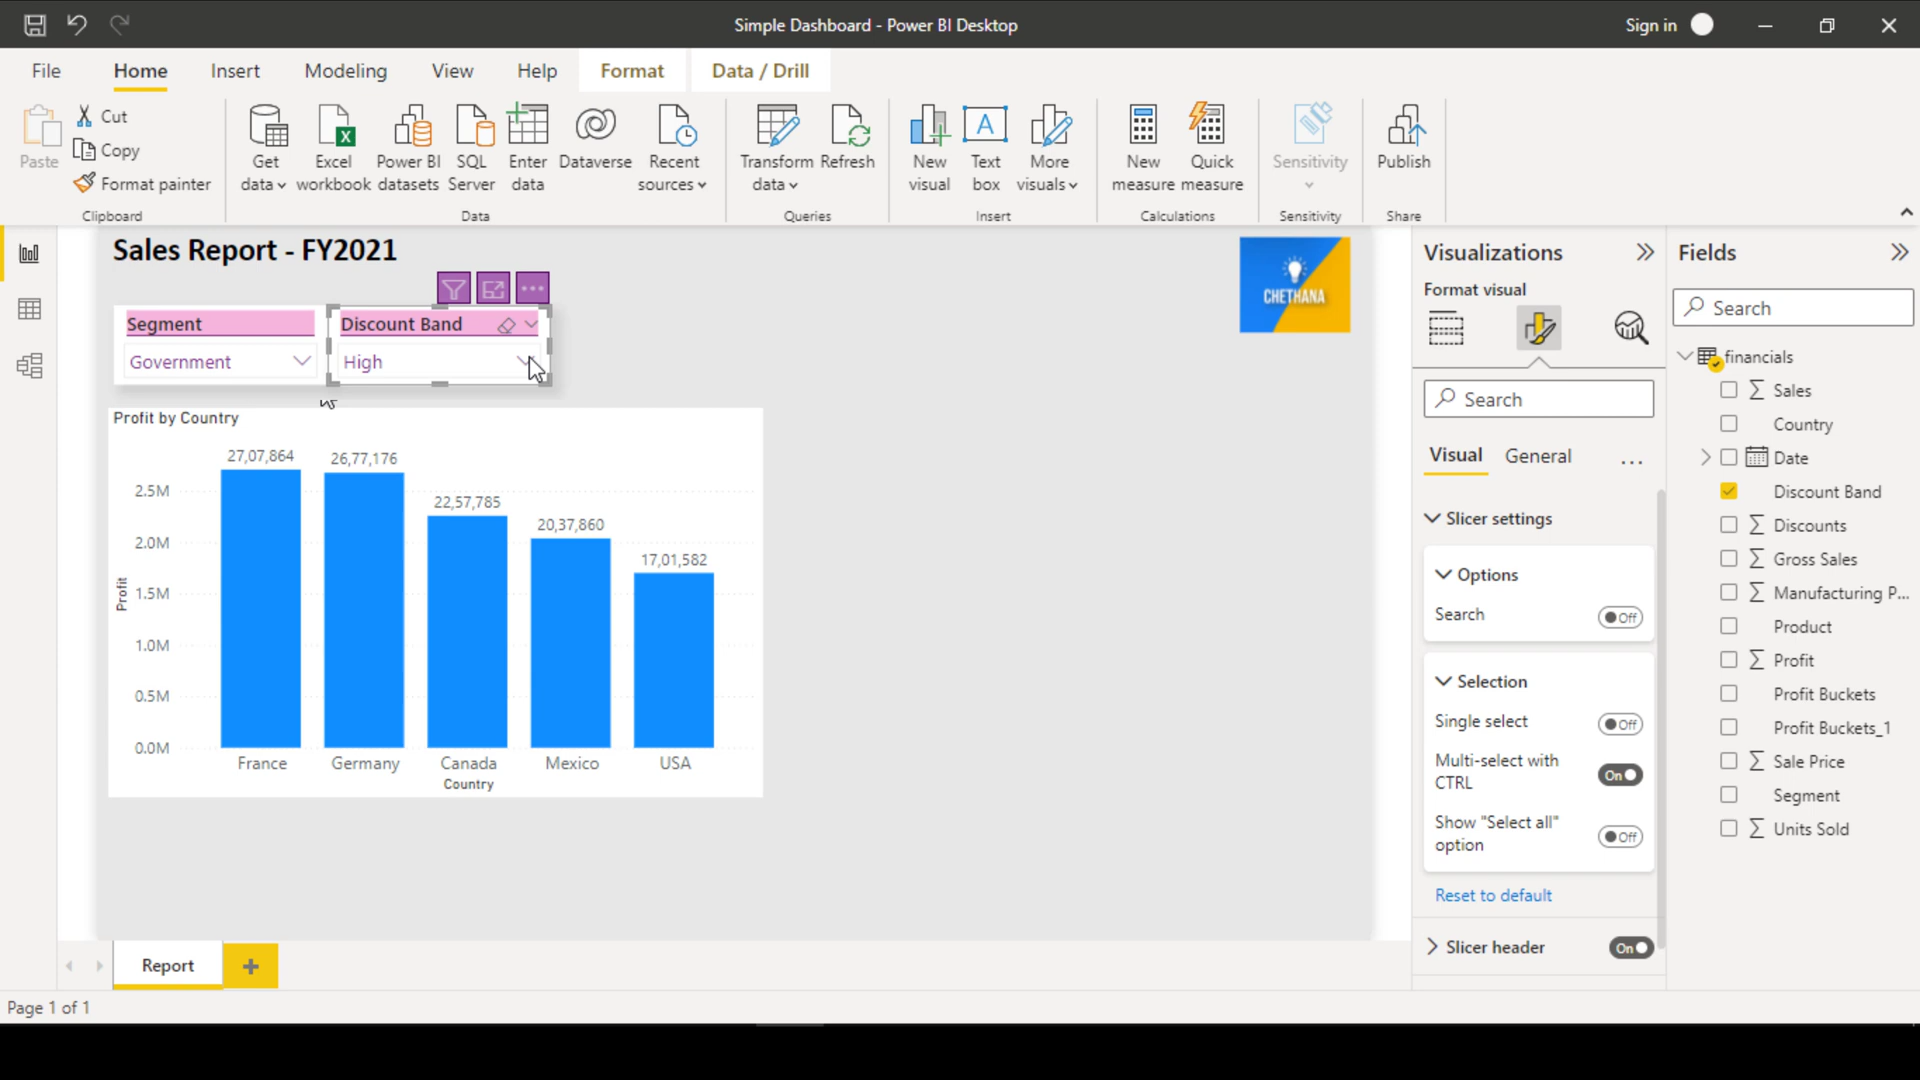 Simple Dashboard - Power BI Desktop
Sign in
File Home Insert Modeling View Help Format Data / Drill
Paste
Cut
Copy
Format painter
Clipboard
Get data
Excel workbook
Power BI datasets
SQL Server
Enter data
Dataverse
Recent sources
Data
Transform data
Refresh
Queries
New visual
A
Text box
More visuals
Insert
New measure
Quick measure
Calculations
Sensitivity
Sensitivity
Publish
Share
Sales Report - FY2021
CHETHANA
Segment
Government
Discount Band
High
Profit by Country
27,07,864
26,77,176
22,57,785
20,37,860
17,01,582
2.5M
2.0M
1.5M
1.0M
0.5M
0.0M
Profit
France Germany Canada Mexico USA
Country
Visualizations
Format visual
Search
Visual General ...
Slicer settings
Options
Search Off
Selection
Single select Off
Multi-select with
CTRL
On
Show "Select all"
option
Off
Reset to default
Slicer header On
Fields
Search
financials
Sales
Country
Date
Discount Band
Discounts
Gross Sales
Manufacturing P...
Product
Profit
Profit Buckets
Profit Buckets_1
Sale Price
Segment
Units Sold
Report
Page 1 of 1